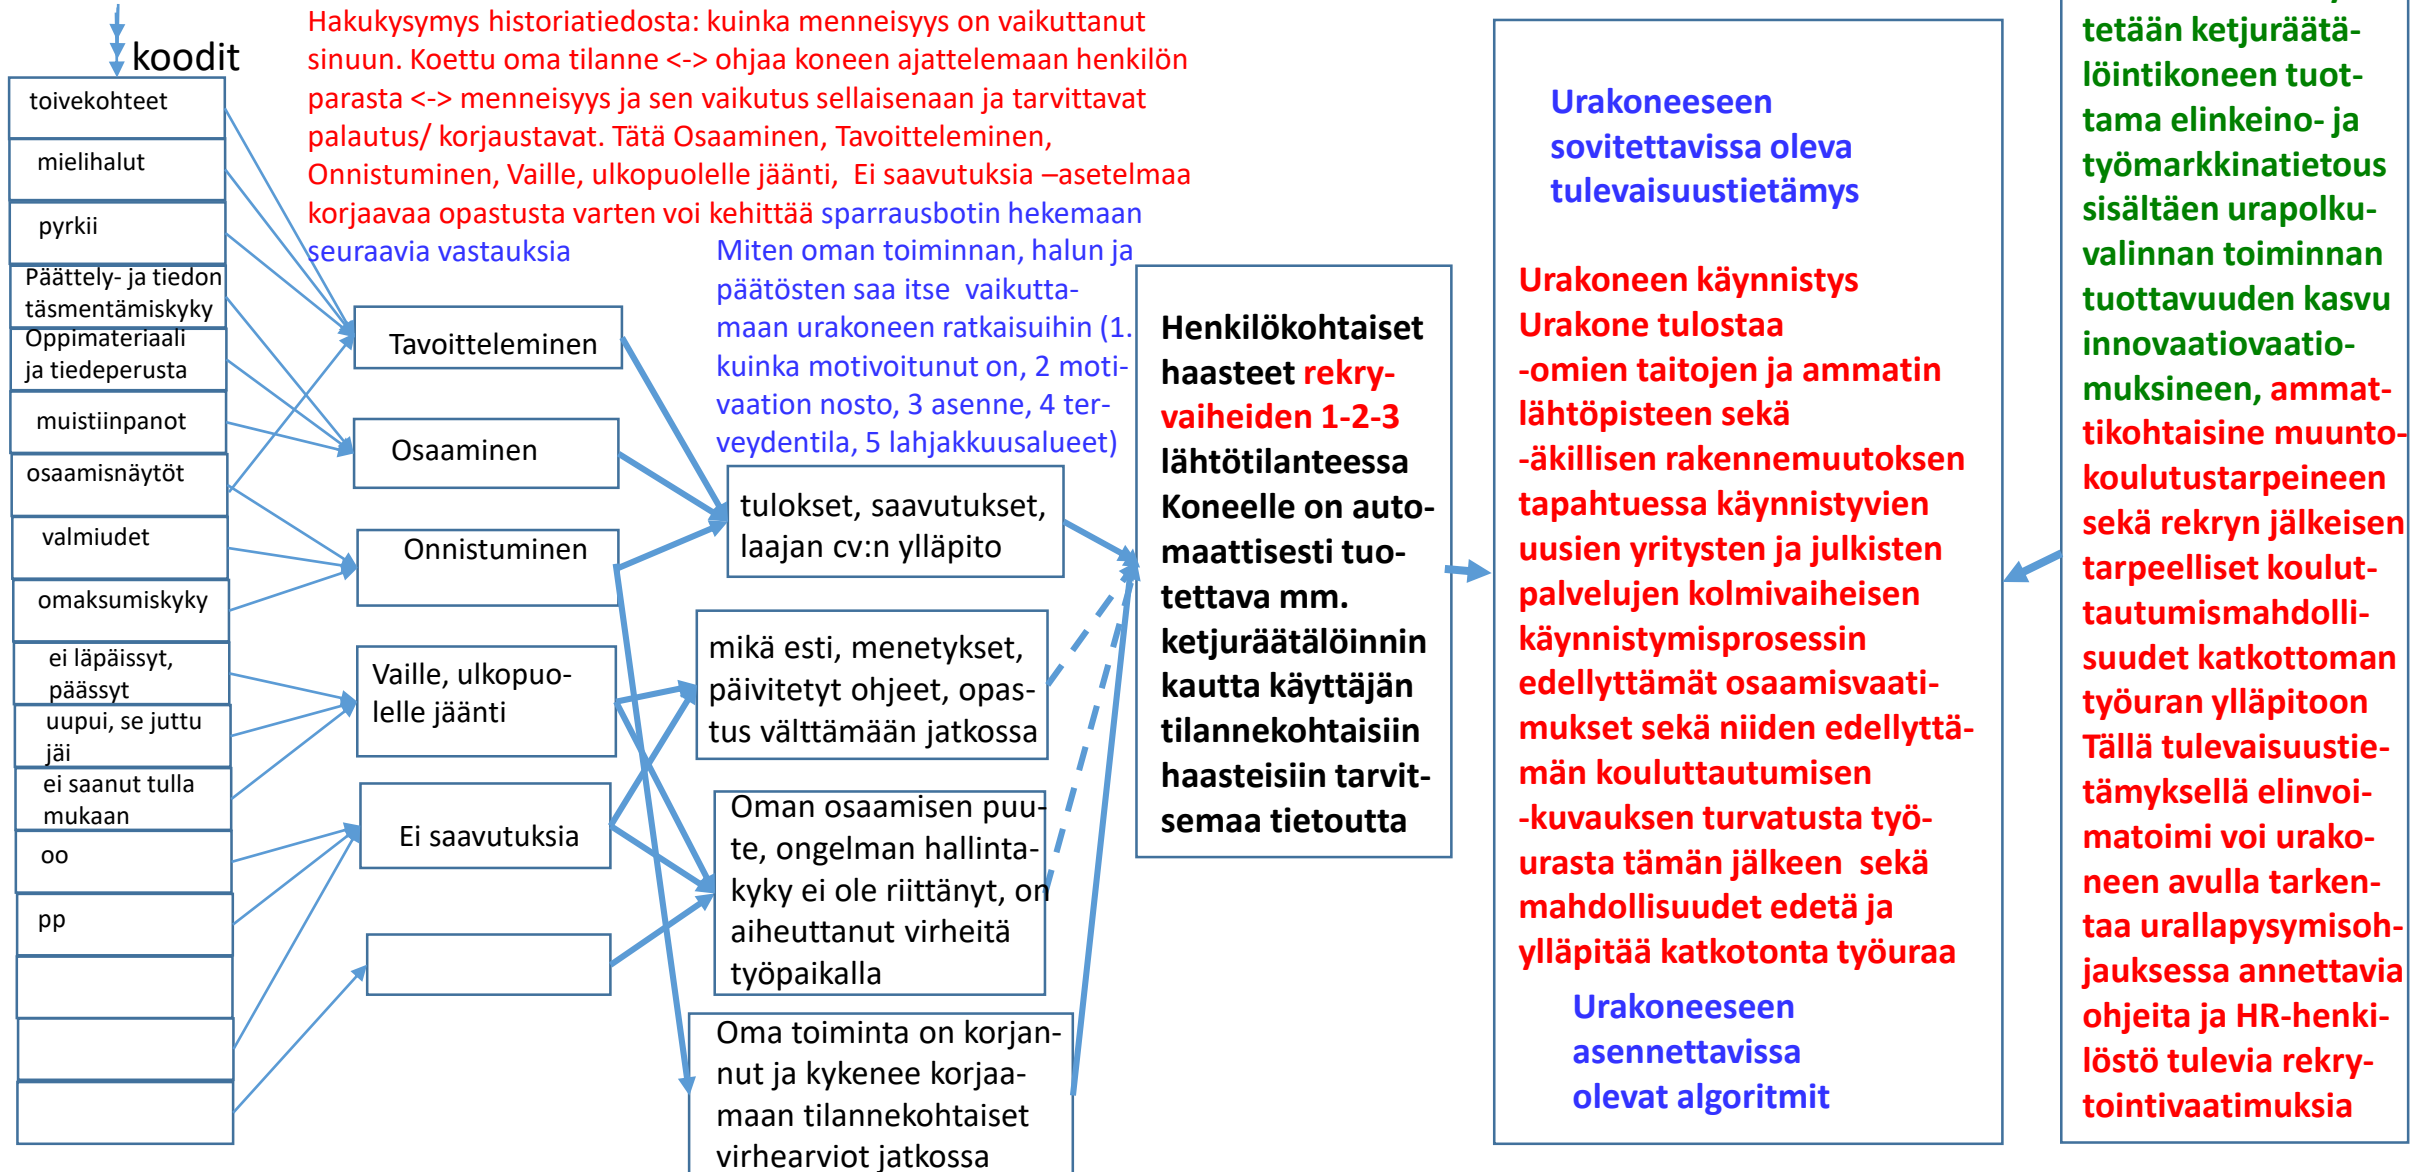 koodit
toivekohteet
mielihalut
pyrkii
Päättely- ja tiedon
täsmentämiskyky
Oppimateriaali
ja tiedeperusta
muistiinpanot
osaamisnäytöt
valmiudet
omaksumiskyky
ei läpäissyt,
päässyt
uupui, se juttu
jäi
ei saanut tulla
mukaan
oo
pp
Hakukysymys historiatiedosta: kuinka menneisyys on vaikuttanut
sinuun. Koettu oma tilanne <-> ohjaa koneen ajattelemaan henkilön
parasta <-> menneisyys ja sen vaikutus sellaisenaan ja tarvittavat
palautus/ korjaustavat. Tätä Osaaminen, Tavoitteleminen,
Onnistuminen, Vaille, ulkopuolelle jäänti, Ei saavutuksia –asetelmaa
korjaavaa opastusta varten voi kehittää sparrausbotin hekemaan
seuraavia vastauksia
Miten oman toiminnan, halun ja
päätösten saa itse vaikutta-
maan urakoneen ratkaisuihin (1.
kuinka motivoitunut on, 2 moti-
vaation nosto, 3 asenne, 4 ter-
veydentila, 5 lahjakkuusalueet)
Tavoitteleminen
Osaaminen
Onnistuminen
Vaille, ulkopuo-
lelle jäänti
Ei saavutuksia
tulokset, saavutukset,
laajan cv:n ylläpito
mikä esti, menetykset,
päivitetyt ohjeet, opas-
tus välttämään jatkossa
Oman osaamisen puu-
te, ongelman hallinta-
kyky ei ole riittänyt, on
aiheuttanut virheitä
työpaikalla
Oma toiminta on korjan-
nut ja kykenee korjaa-
maan tilannekohtaiset
virhearviot jatkossa
Henkilökohtaiset
haasteet rekry-
vaiheiden 1-2-3
lähtötilanteessa
Koneelle on auto-
maattisesti tuo-
tettava mm.
ketjuräätälöinnin
kautta käyttäjän
tilannekohtaisiin
haasteisiin tarvit-
semaa tietoutta
Urakoneeseen
sovitettavissa oleva
tulevaisuustietämys
Urakoneen käynnistys
Urakone tulostaa
-omien taitojen ja ammatin
lähtöpisteen sekä
-äkillisen rakennemuutoksen
tapahtuessa käynnistyvien
uusien yritysten ja julkisten
palvelujen kolmivaiheisen
käynnistymisprosessin
edellyttämät osaamisvaati-
mukset sekä niiden edellyttä-
män kouluttautumisen
-kuvauksen turvatusta työ-
urasta tämän jälkeen sekä
mahdollisuudet edetä ja
ylläpitää katkotonta työuraa
Urakoneeseen
asennettavissa
olevat algoritmit
tetään ketjuräätä-
löintikoneen tuot-
tama elinkeino- ja
työmarkkinatietous
sisältäen urapolku-
valinnan toiminnan
tuottavuuden kasvu
innovaatiovaatio-
muksineen, ammat-
tikohtaisine muunto-
koulutustarpeineen
sekä rekryn jälkeisen
tarpeelliset koulut-
tautumismahdolli-
suudet katkottoman
työuran ylläpitoon
Tällä tulevaisuustie-
tämyksellä elinvoi-
matoimi voi urako-
neen avulla tarken-
taa urallapysymisoh-
jauksessa annettavia
ohjeita ja HR-henki-
löstö tulevia rekry-
tointivaatimuksia